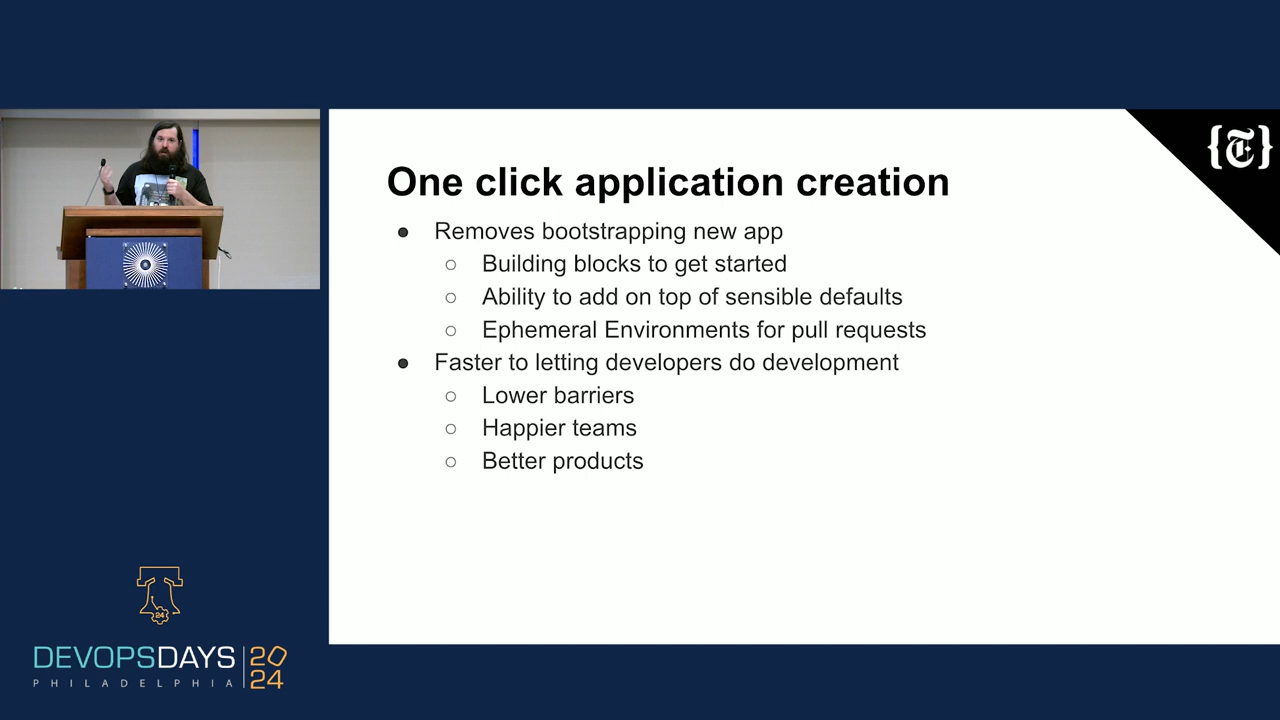 One click application creation
● Removes bootstrapping new app
○ Building blocks to get started
○ Ability to add on top of sensible defaults
○ Ephemeral Environments for pull requests
● Faster to letting developers do development
○ Lower barriers
○ Happier teams
○ Better products
{T}
24
DEVOPSDAYS
PHILADELPHIA
20
24